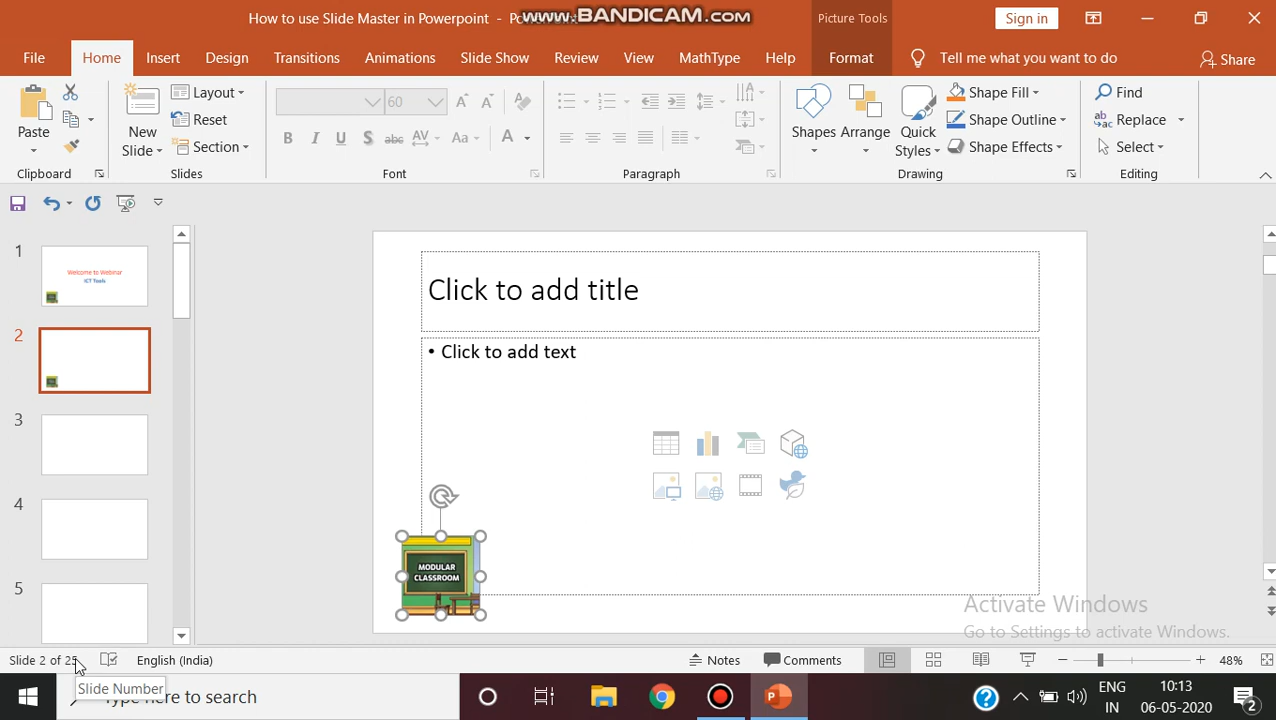 How to use Slide Master in Powerpoint - 
www.BANDICAM.com
Picture Tools
Sign in
File Home Insert Design Transitions Animations Slide Show Review View MathType Help Format Tell me what you want to do Share
Paste
New Slide
Layout
Reset
Section
60
B I U S abc AV Aa A
Shapes
Arrange
Quick Styles
Shape Fill
Shape Outline
Shape Effects
Find
Replace
Select
Clipboard Slides Font Paragraph Drawing Editing
1
Welcome to Webinar
ICT Tools
2
3
4
5
Click to add title
• Click to add text
MODULAR
CLASSROOM
Activate Windows
Go to Settings to activate Windows.
Slide 2 of 25 English (India) Notes Comments 48%
Slide Number
Type here to search
ENG
IN
10:13
06-05-2020
2